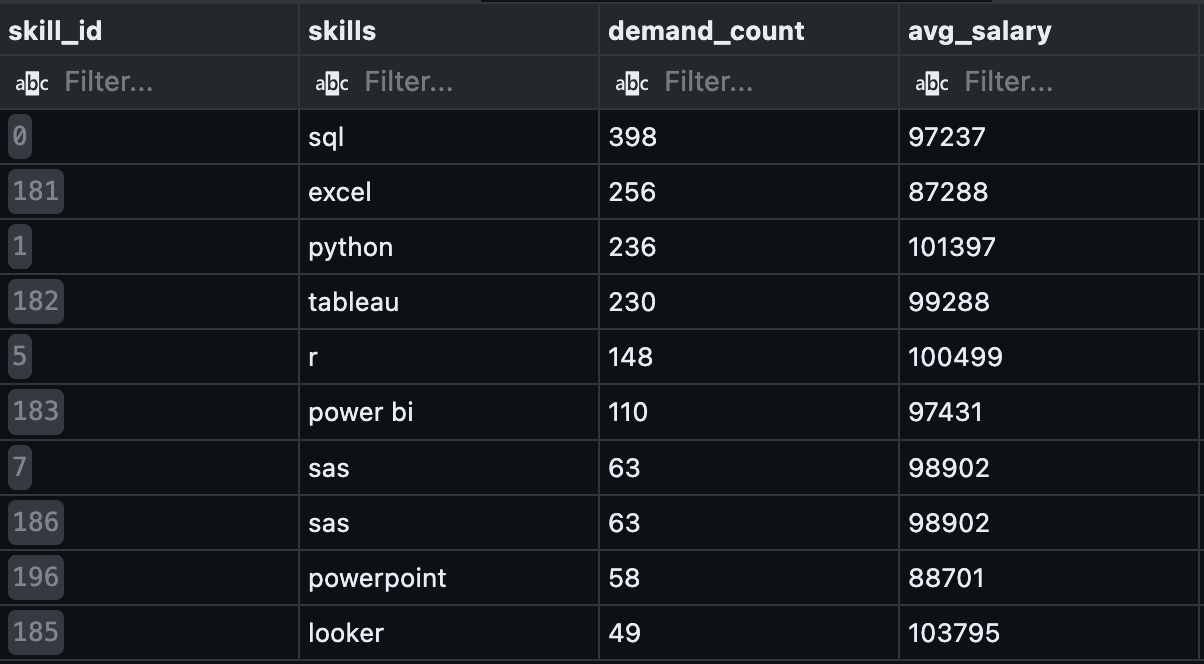 skill_id skills demand_count avg_salary
abc Filter... abc Filter... abc Filter... abc Filter...
0 sql 398 97237
181 excel 256 87288
1 python 236 101397
182 tableau 230 99288
5 r 148 100499
183 power bi 110 97431
7 sas 63 98902
186 sas 63 98902
196 powerpoint 58 88701
185 looker 49 103795